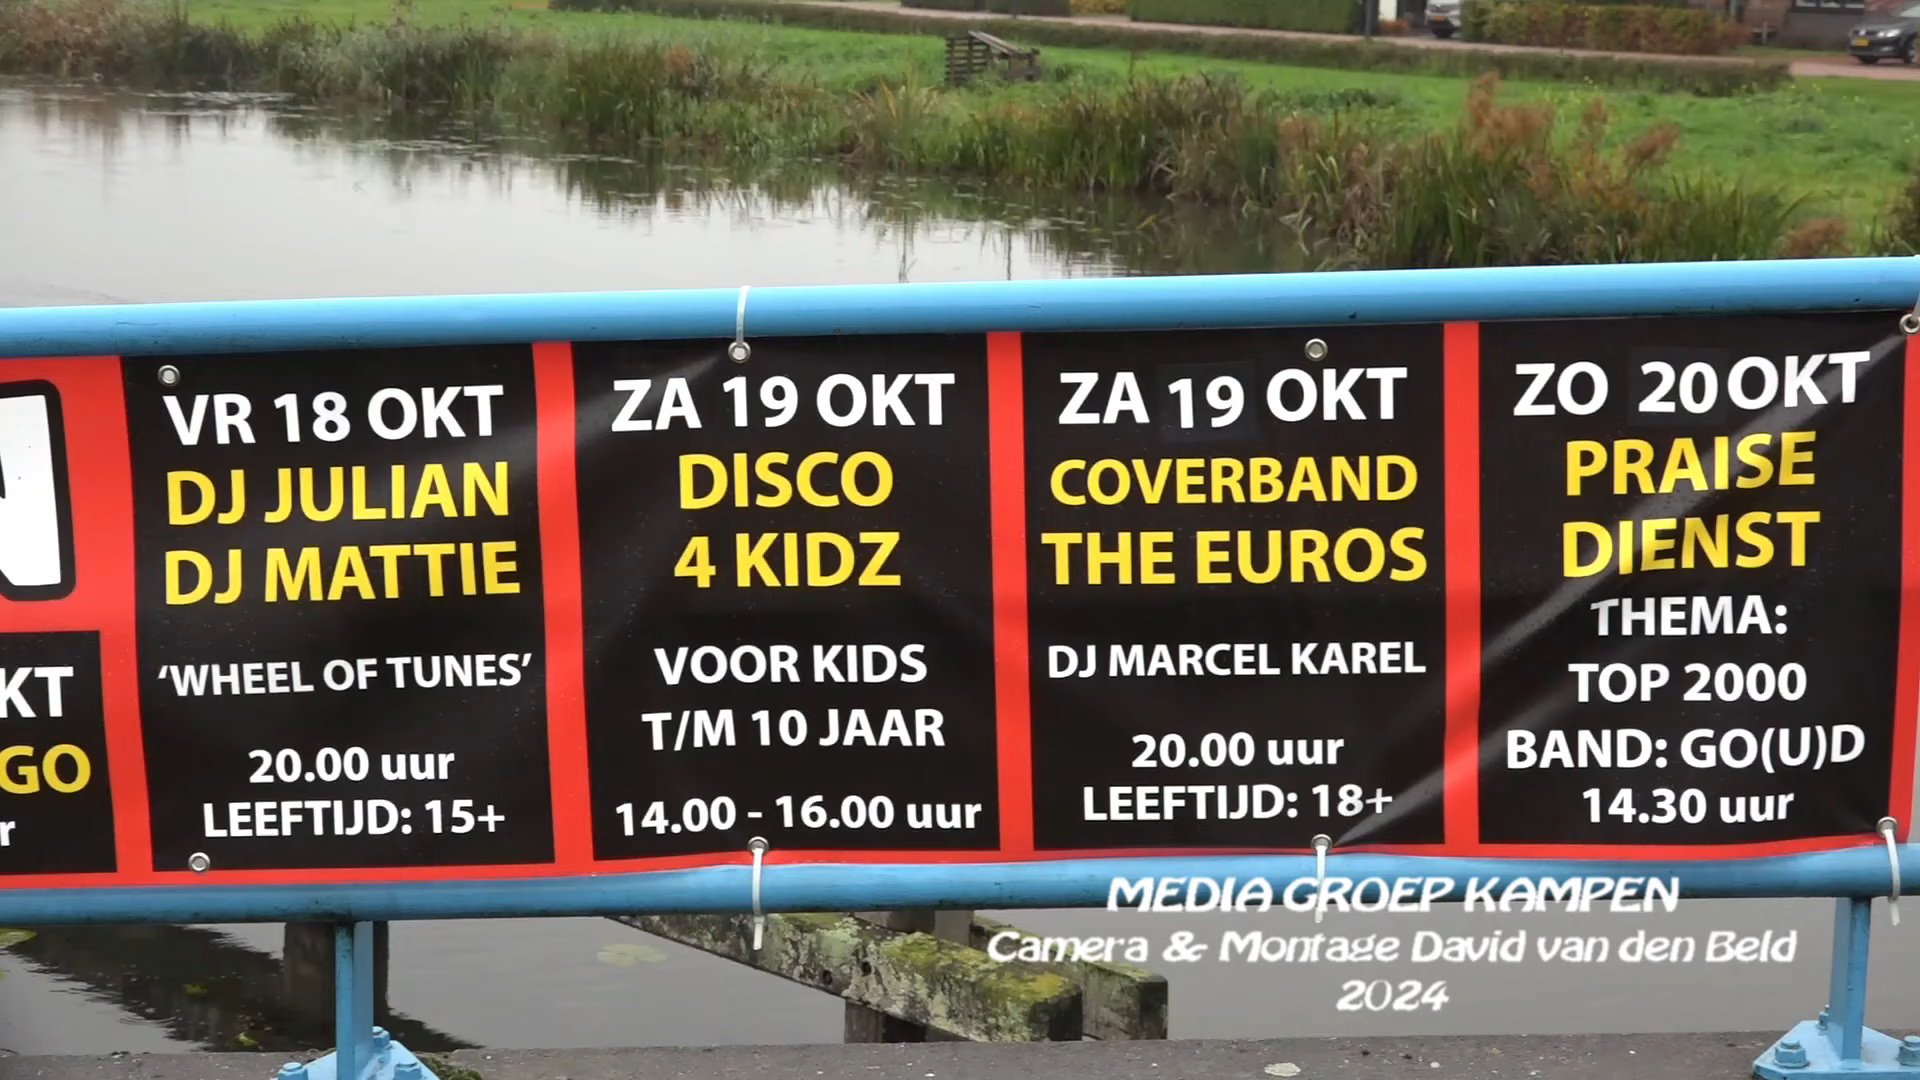 N
KT
GO
r
VR 18 OKT
DJ JULIAN
DJ MATTIE
‘WHEEL OF TUNES’
20.00 uur
LEEFTIJD: 15+
ZA 19 OKT
DISCO
4 KIDZ
VOOR KIDS
T/M 10 JAAR
14.00 - 16.00 uur
ZA 19 OKT
COVERBAND
THE EUROS
DJ MARCEL KAREL
20.00 uur
LEEFTIJD: 18+
ZO 20 OKT
PRAISE
DIENST
THEMA:
TOP 2000
BAND: GO(U)D
14.30 uur
MEDIA GROEP KAMPEN
Camera & Montage David van den Beld
2024